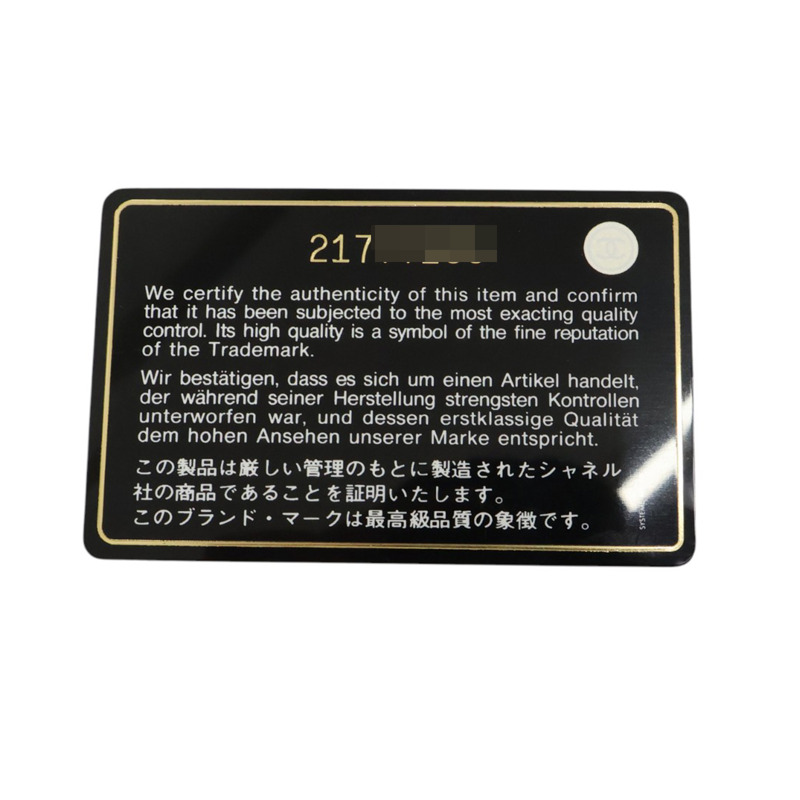 217
We certify the authenticity of this item and confirm
that it has been subjected to the most exacting quality
control. Its high quality is a symbol of the fine reputation
of the Trademark.
Wir bestätigen, dass es sich um einen Artikel handelt,
der während seiner Herstellung strengsten Kontrollen
unterworfen war, und dessen erstklassige Qualität
dem hohen Ansehen unserer Marke entspricht.
この製品は厳しい管理のもとに製造されたシャネル
社の商品であることを証明いたします。
このブランド・マークは最高級品質の象徴です。